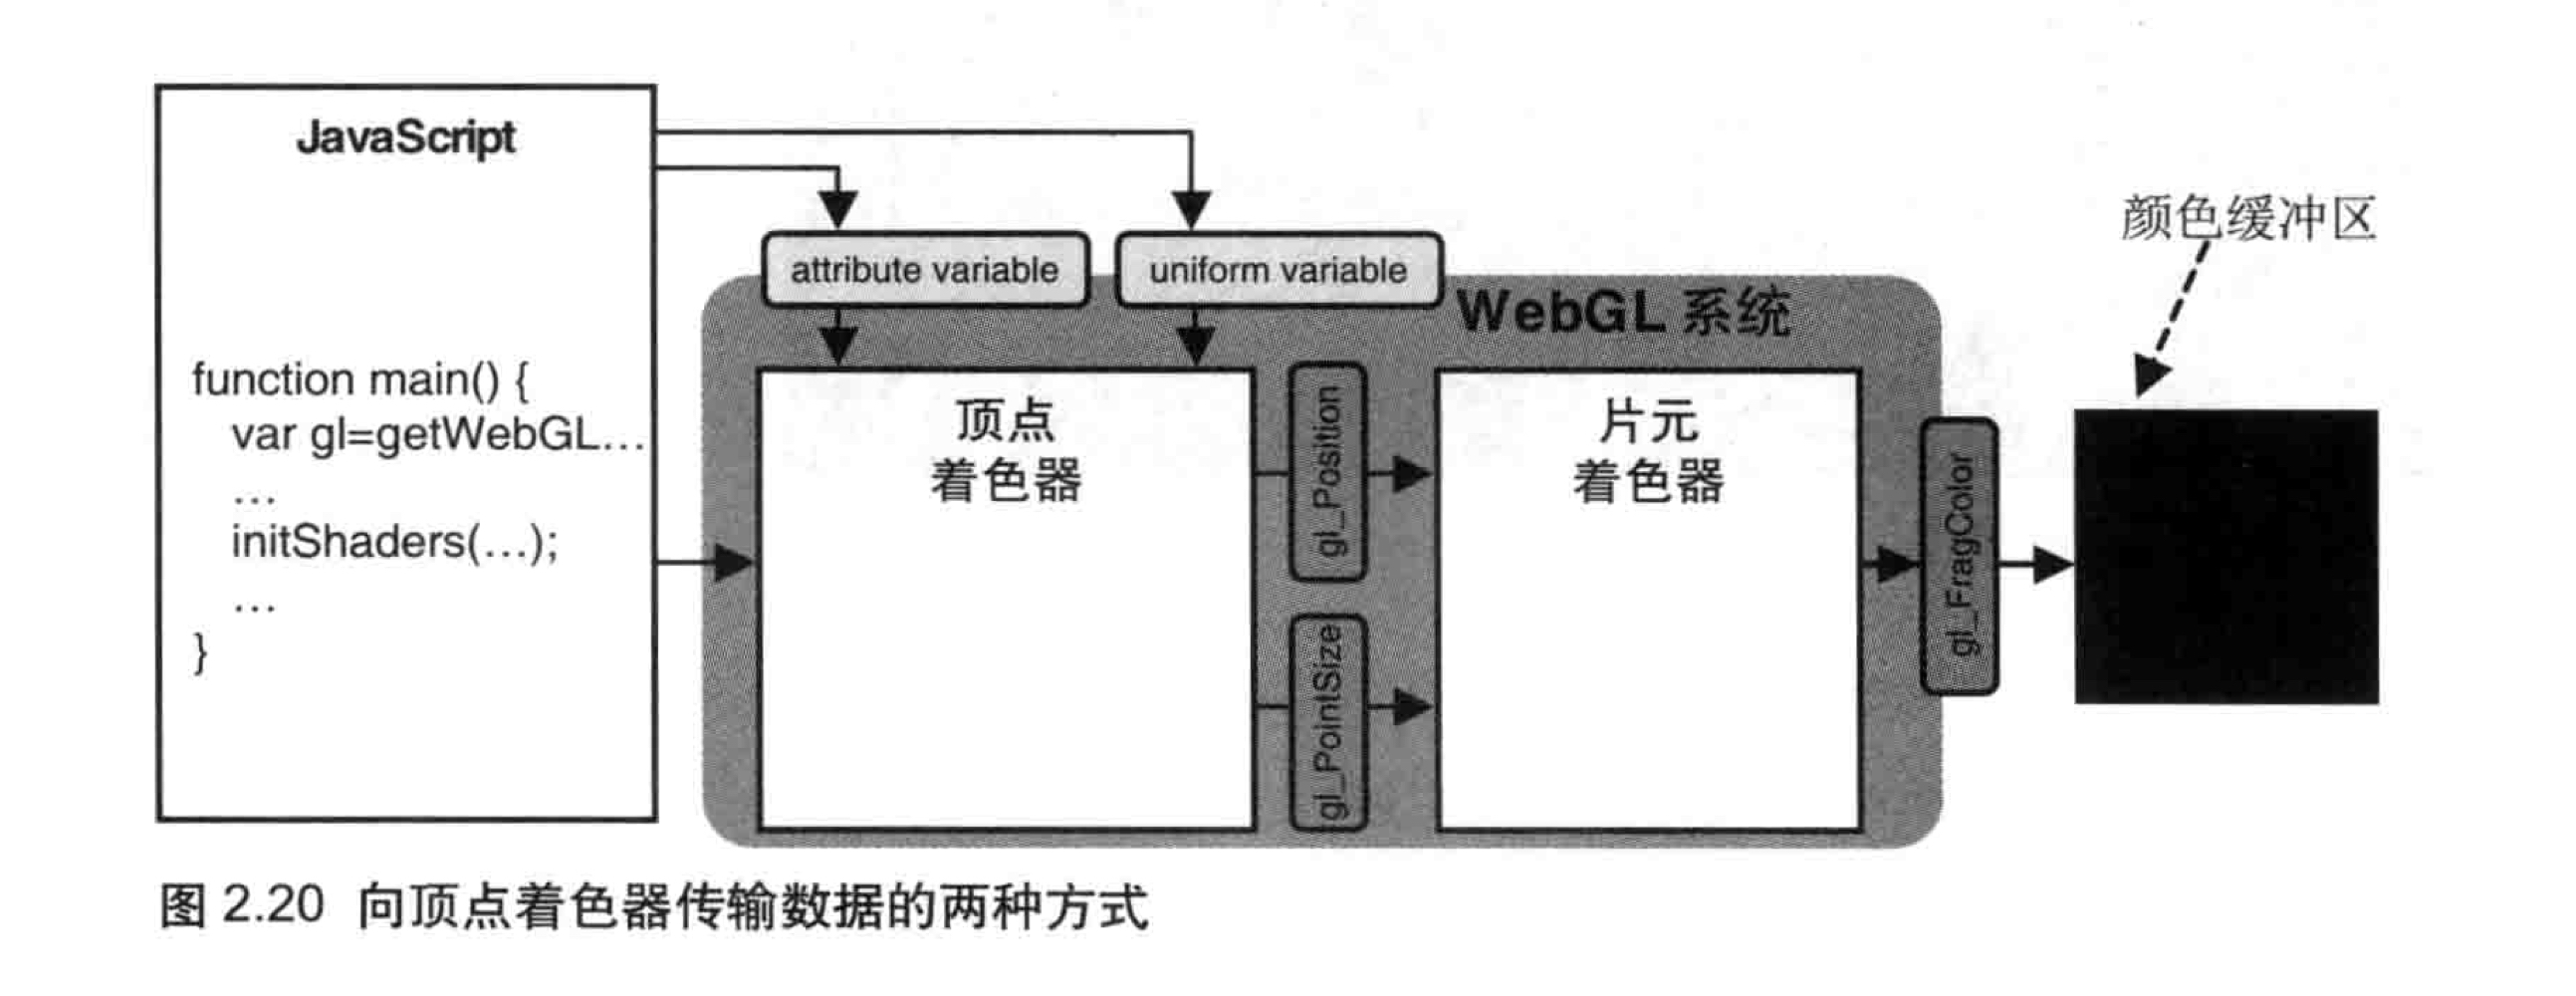 JavaScript
function main() {
var gl=getWebGL...
...
initShaders(...);
...
}
attribute variable
uniform variable
WebGL 系统
顶点
着色器
gl_Position
gl_PointSize
片元
着色器
gl_FragColor
颜色缓冲区
图 2.20 向顶点着色器传输数据的两种方式